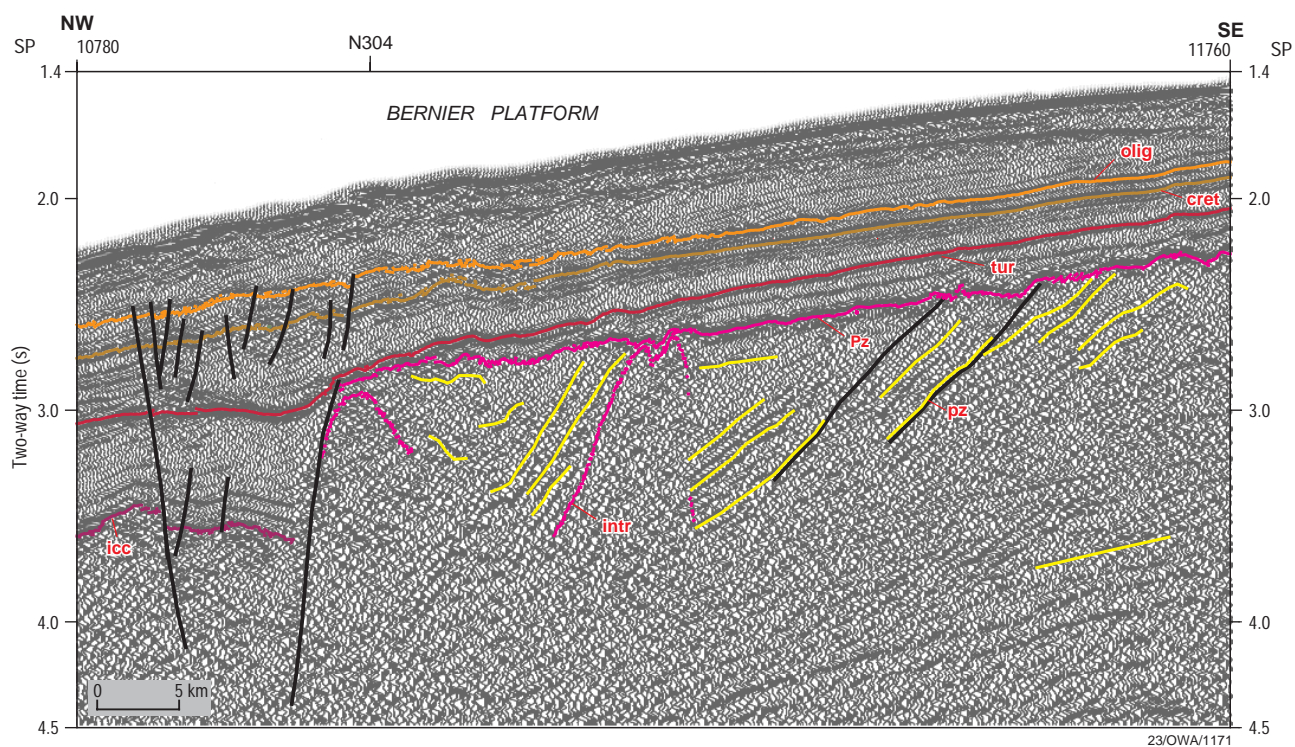 NW
SE
SP
10780
N304
11760
SP
1.4
1.4
BERNIER PLATFORM
olig
2.0
2.0
cret
tur
Pz
Two-way time (s)
3.0
3.0
pz
intr
icc
4.0
4.0
0
5 km
4.5
4.5
23/OWA/1171